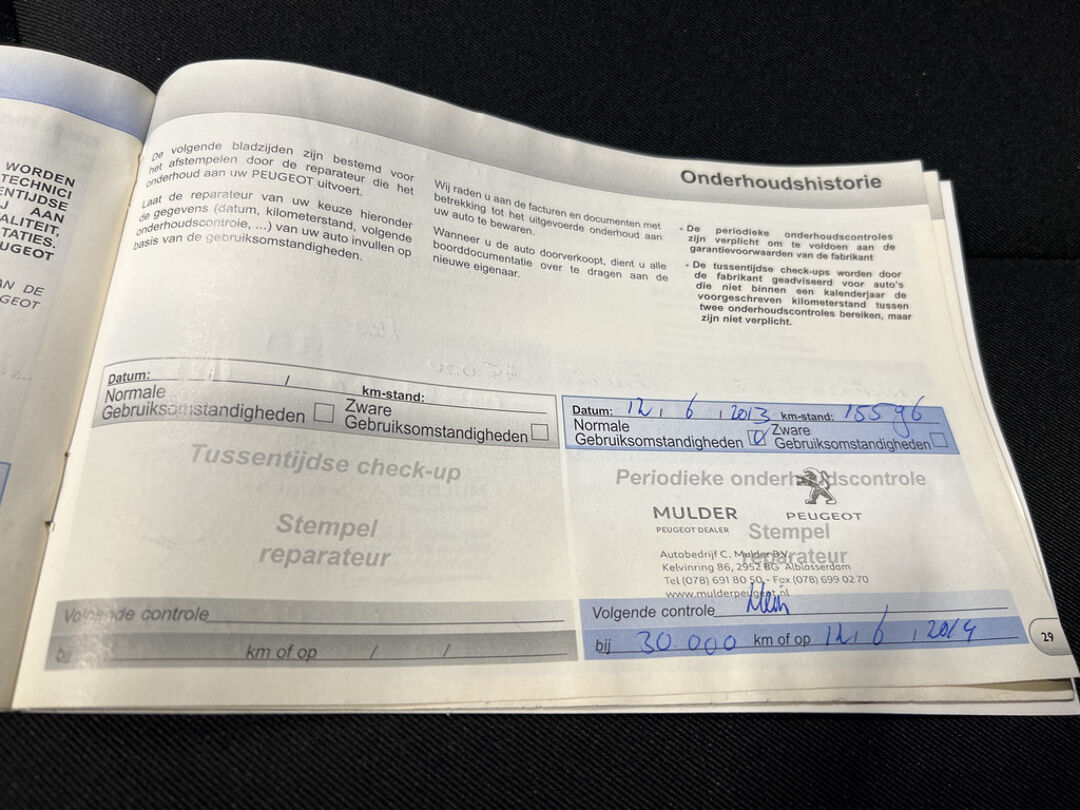 WORDEN
TECHNICI
ENTIJDSE
J AAN
ALITEIT,
TATIES.
UGEOT
AN DE
GEOT
De volgende bladzijden zijn bestemd voor
het afstempelen door de reparateur die het
onderhoud aan uw PEUGEOT uitvoert.
Laat de reparateur van uw keuze hieronder
de gegevens (datum, kilometerstand, volgende
onderhoudscontrole, ...) van uw auto invullen op
basis van de gebruiksomstandigheden.
Wij raden u aan de facturen en documenten met
betrekking tot het uitgevoerde onderhoud aan
uw auto te bewaren.
Wanneer u de auto doorverkoopt, dient u alle
boorddocumentatie over te dragen aan de
nieuwe eigenaar.
Onderhoudshistorie
- De periodieke onderhoudscontroles
zijn verplicht om te voldoen aan de
garantievoorwaarden van de fabrikant
- De tussentijdse check-ups worden door
de fabrikant geadviseerd voor auto's
die niet binnen een kalenderjaar de
voorgeschreven kilometerstand tussen
twee onderhoudscontroles bereiken, maar
zijn niet verplicht.
Datum: / km-stand:
Normale
Gebruiksomstandigheden
Zware
Gebruiksomstandigheden
Tussentijdse check-up
Stempel
reparateur
Volgende controle
bij km of op / /
Datum: 12, 6, 2013 km-stand: 15596
Normale
Gebruiksomstandigheden
Zware
Gebruiksomstandigheden
Periodieke onderhoudscontrole
MULDER
PEUGEOT DEALER
PEUGEOT
Stempel
reparateur
Autobedrijf C. Mulder B.V.
Kelvinring 86, 2952 BG Alblasserdam
Tel (078) 691 80 50 - Fax (078) 699 02 70
www.mulderpeugeot.nl
Volgende controle
bij 30.000 km of op 12, 6, 2014
29